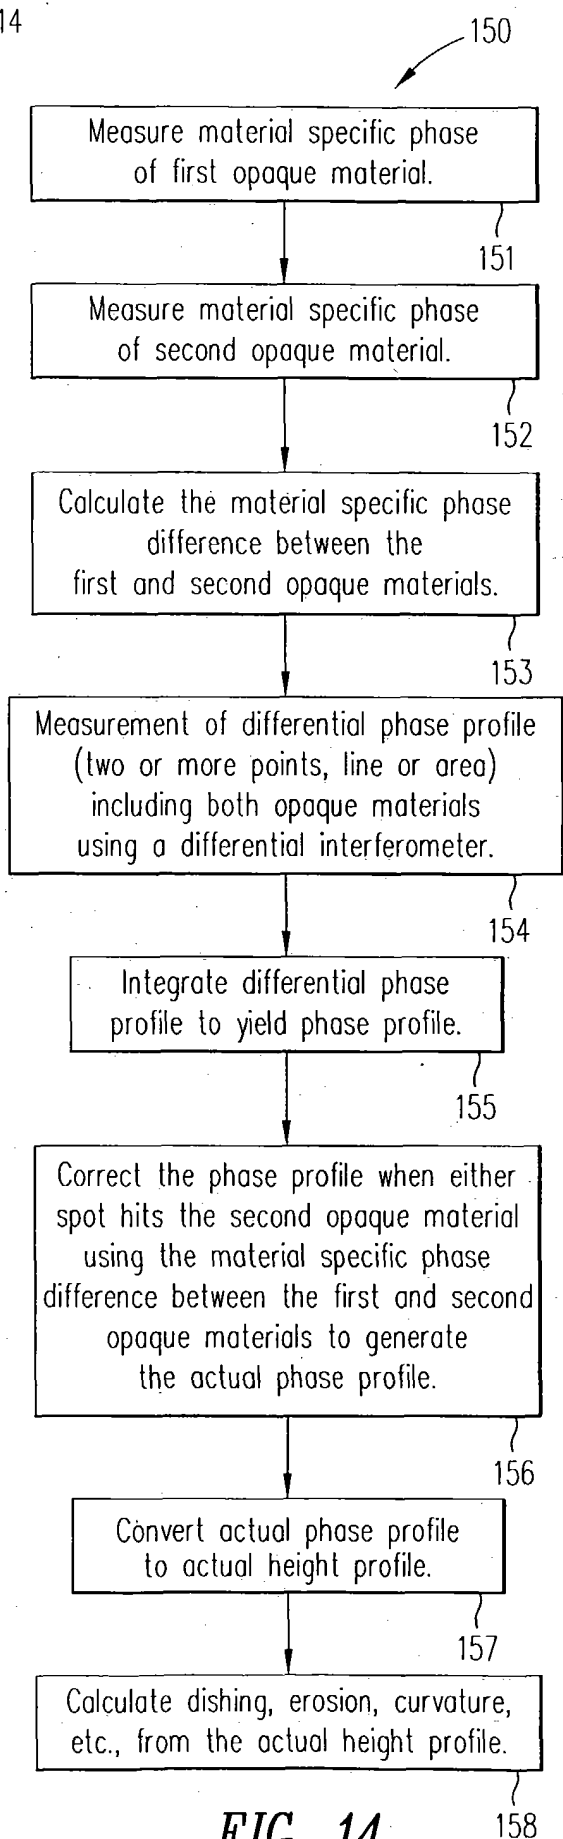 14
150
Measure material specific phase
of first opaque material.
151
Measure material specific phase
of second opaque material.
152
Calculate the material specific phase
difference between the
first and second opaque materials.
153
Measurement of differential phase profile
(two or more points, line or area)
including both opaque materials
using a differential interferometer.
154
Integrate differential phase
profile to yield phase profile.
155
Correct the phase profile when either
spot hits the second opaque material
using the material specific phase
difference between the first and second
opaque materials to generate
the actual phase profile.
156
Convert actual phase profile
to actual height profile.
157
Calculate dishing, erosion, curvature,
etc., from the actual height profile.
158
FIG. 14